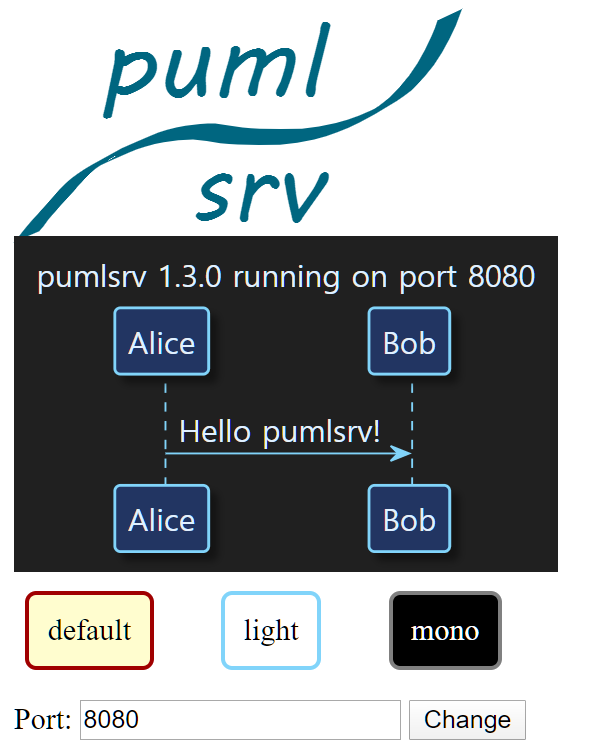 puml
srv
pumlsrv 1.3.0 running on port 8080
Alice Bob
Hello pumlsrv!
Alice Bob
default light mono
Port: 8080 Change